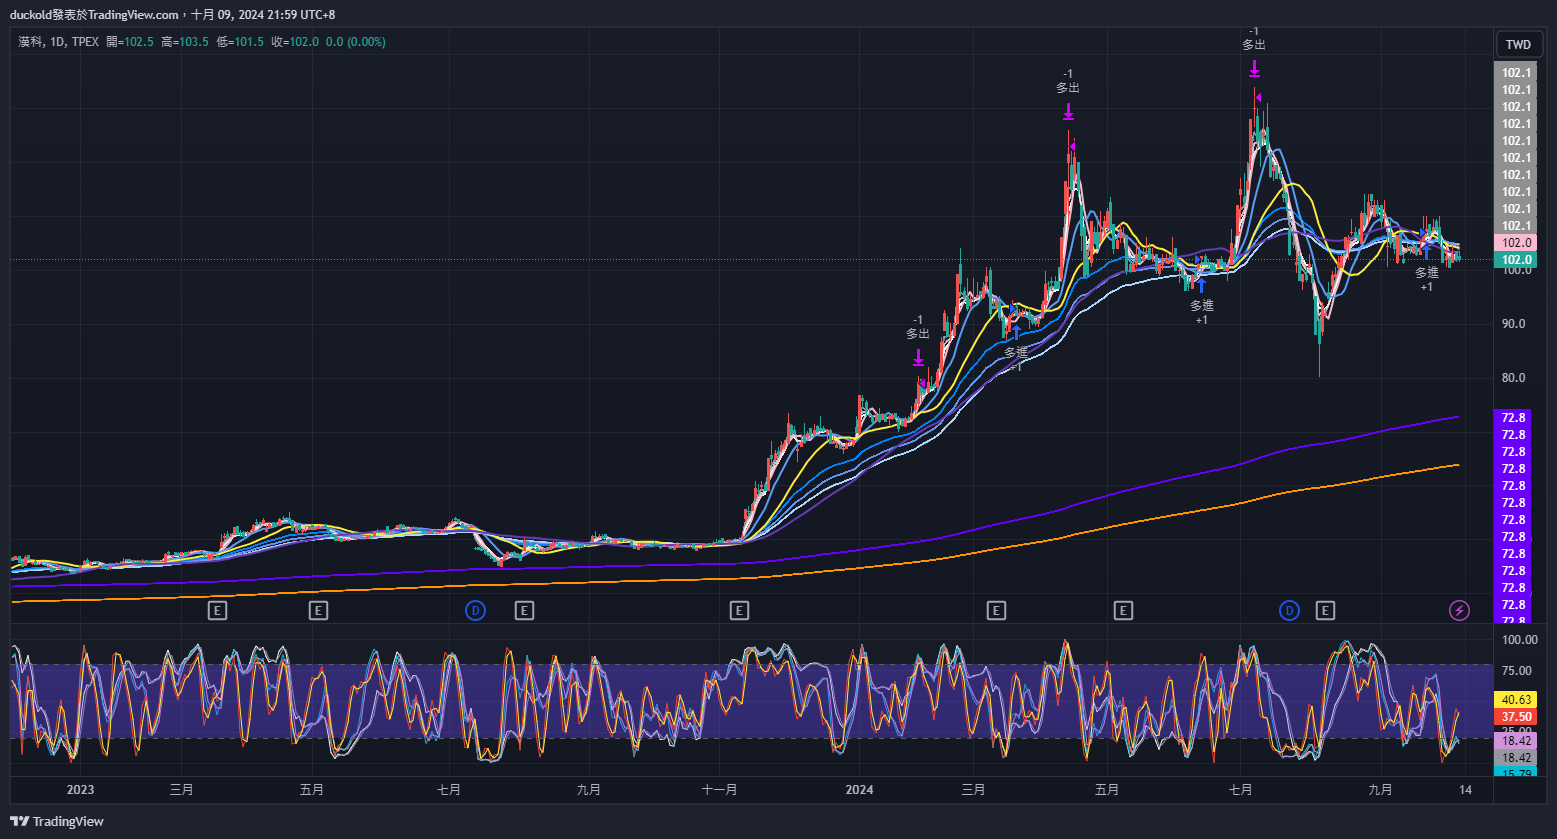 duckold發表於TradingView.com，十月 09, 2024 21:59 UTC+8
漢科, 1D, TPEX 開=102.5 高=103.5 低=101.5 收=102.0 0.0 (0.00%)
TWD
-1
多出
-1
多出
-1
多出
多進
+1
多進
+1
多進
+1
102.1
102.1
102.1
102.1
102.1
102.1
102.1
102.1
102.1
102.1
102.0
102.0
100.0
90.0
80.0
72.8
72.8
72.8
72.8
72.8
72.8
72.8
72.8
72.8
72.8
72.8
72.8
72.8
E
E
D
E
E
E
E
D
E
100.00
75.00
40.63
37.50
25.00
18.42
18.42
15.79
2023
三月
五月
七月
九月
十一月
2024
三月
五月
七月
九月
14
TradingView